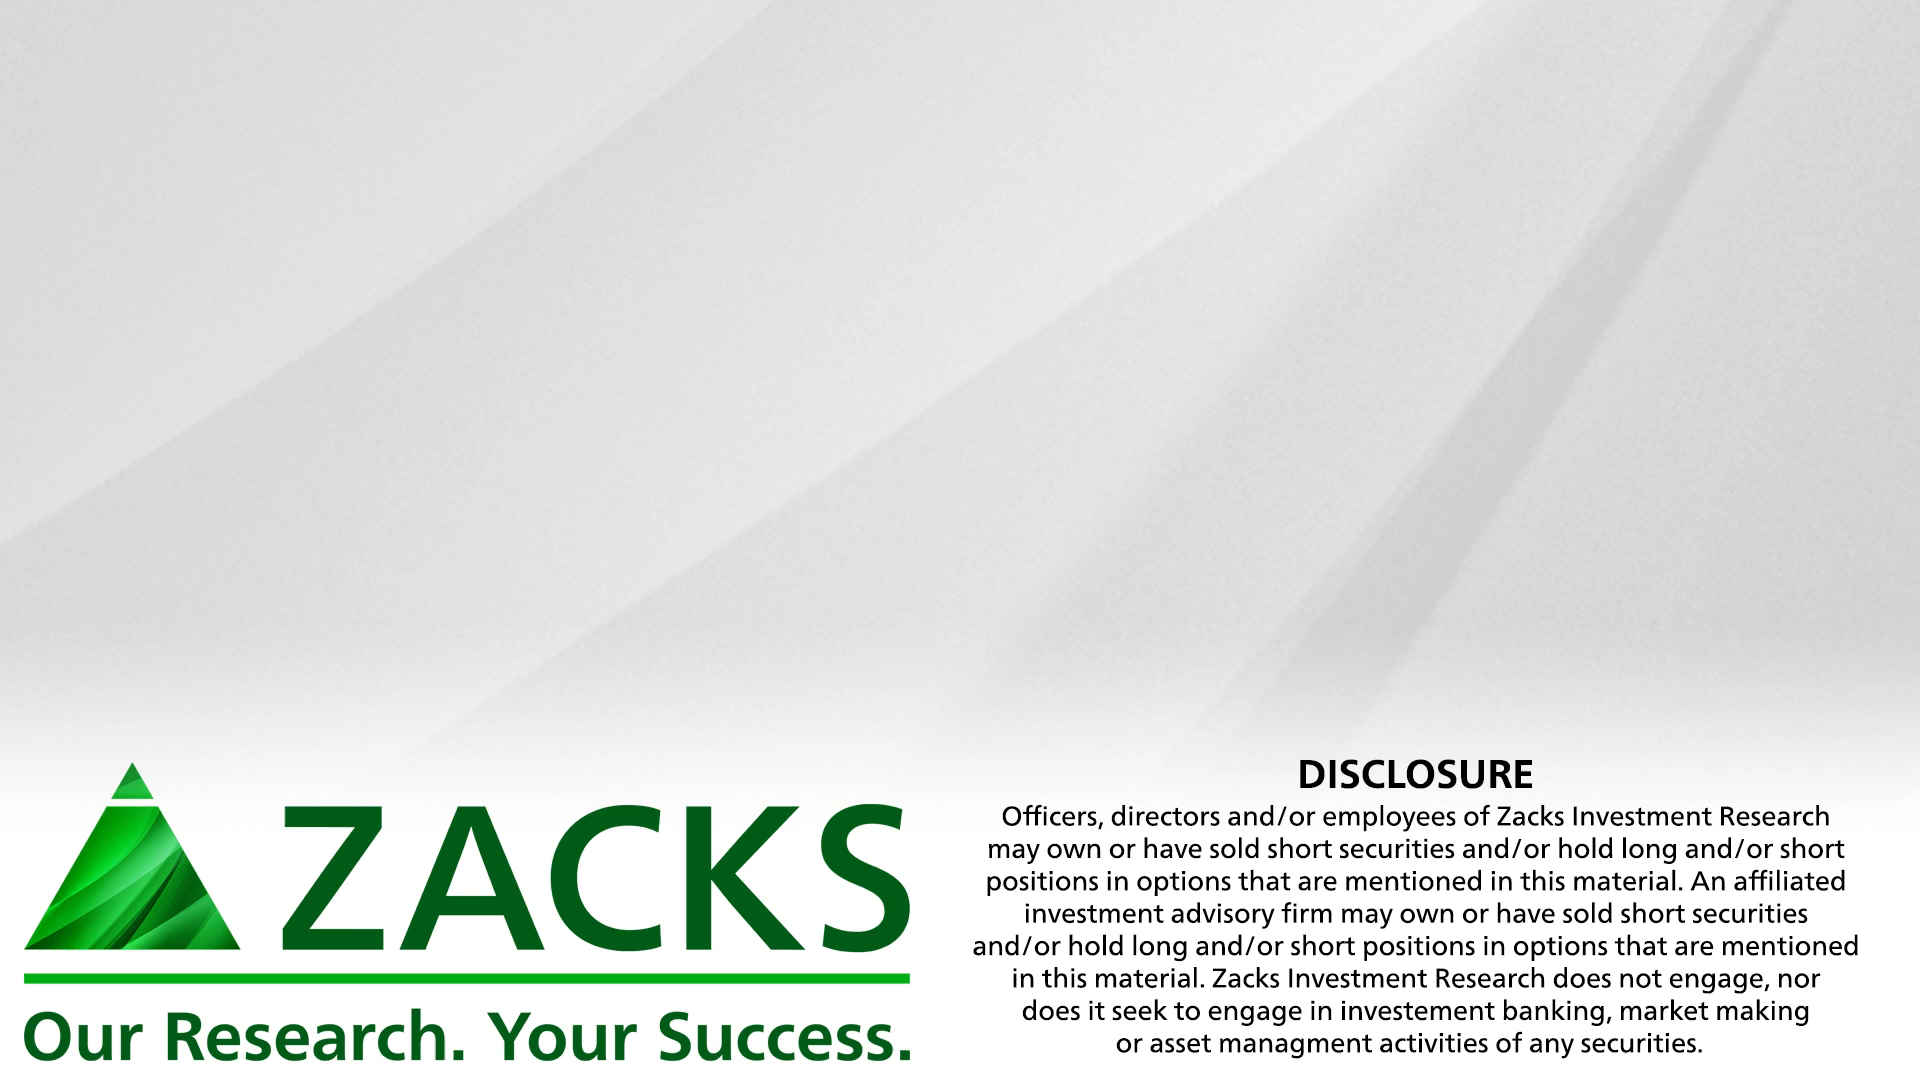 ZACKS
Our Research. Your Success.
DISCLOSURE
Officers, directors and/or employees of Zacks Investment Research
may own or have sold short securities and/or hold long and/or short
positions in options that are mentioned in this material. An affiliated
investment advisory firm may own or have sold short securities
and/or hold long and/or short positions in options that are mentioned
in this material. Zacks Investment Research does not engage, nor
does it seek to engage in investement banking, market making
or asset managment activities of any securities.